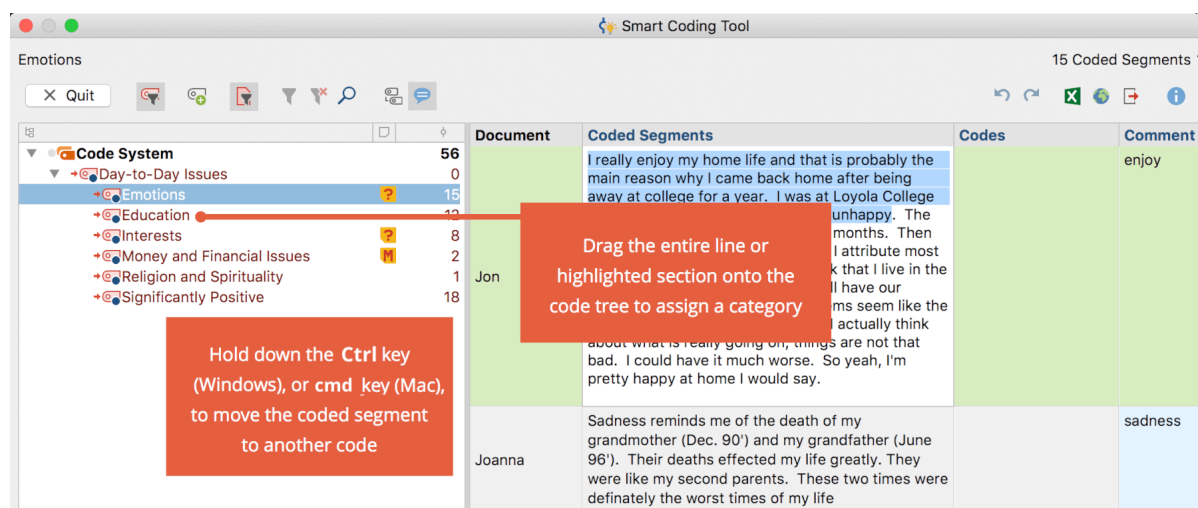 Smart Coding Tool
Emotions
15 Coded Segments
Quit
Code System 56
Day-to-Day Issues 0
Emotions ? 15
Education 12
Interests ? 8
Money and Financial Issues M 2
Religion and Spirituality 1
Significantly Positive 18
Hold down the Ctrl key
(Windows), or cmd key (Mac),
to move the coded segment
to another code
Document Coded Segments Codes Comment
Jon
I really enjoy my home life and that is probably the
main reason why I came back home after being
away at college for a year. I was at Loyola College
unhappy. The
months. Then
I attribute most
that I live in the
have our
seem like the
actually think
about what is really going on, things are not that
bad. I could have it much worse. So yeah, I'm
pretty happy at home I would say.
enjoy
Drag the entire line or
highlighted section onto the
code tree to assign a category
Joanna
Sadness reminds me of the death of my
grandmother (Dec. 90') and my grandfather (June
96'). Their deaths effected my life greatly. They
were like my second parents. These two times were
definately the worst times of my life
sadness